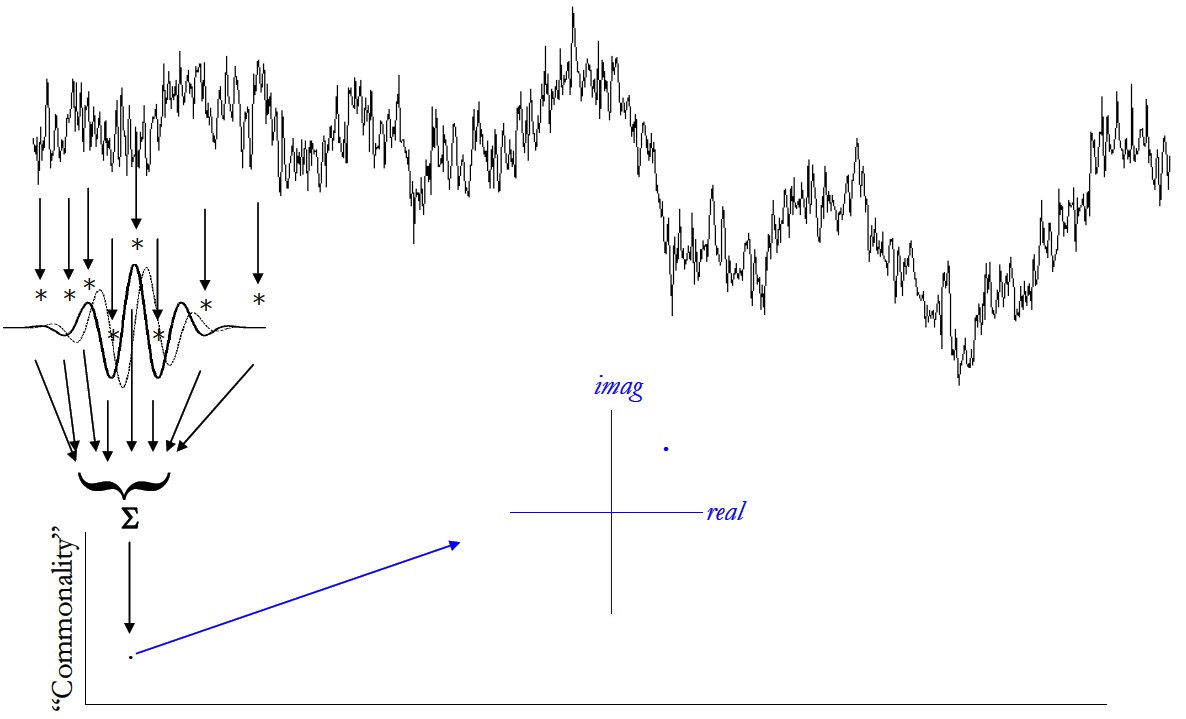 * * * * * * * *
imag
real
Σ
“Commonality”